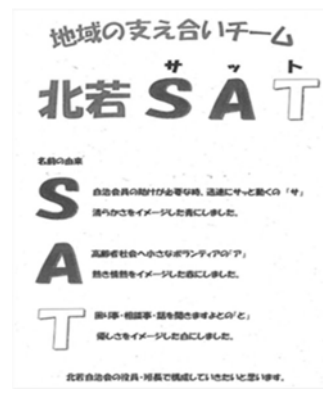 地域の支え合いチーム
サット
北若SAT
名前の由来
S
自治会員の助けが必要な時、迅速にサッと動くの「サ」
清らかさをイメージした青にしました。
A
高齢者社会へ小さなボランティアの「ア」
熱き情熱をイメージした赤にしました。
T
困り事・相談事・話を聞きますよとの「と」
優しさをイメージした白にしました。
北若自治会の役員・班長で構成していきたいと思います。